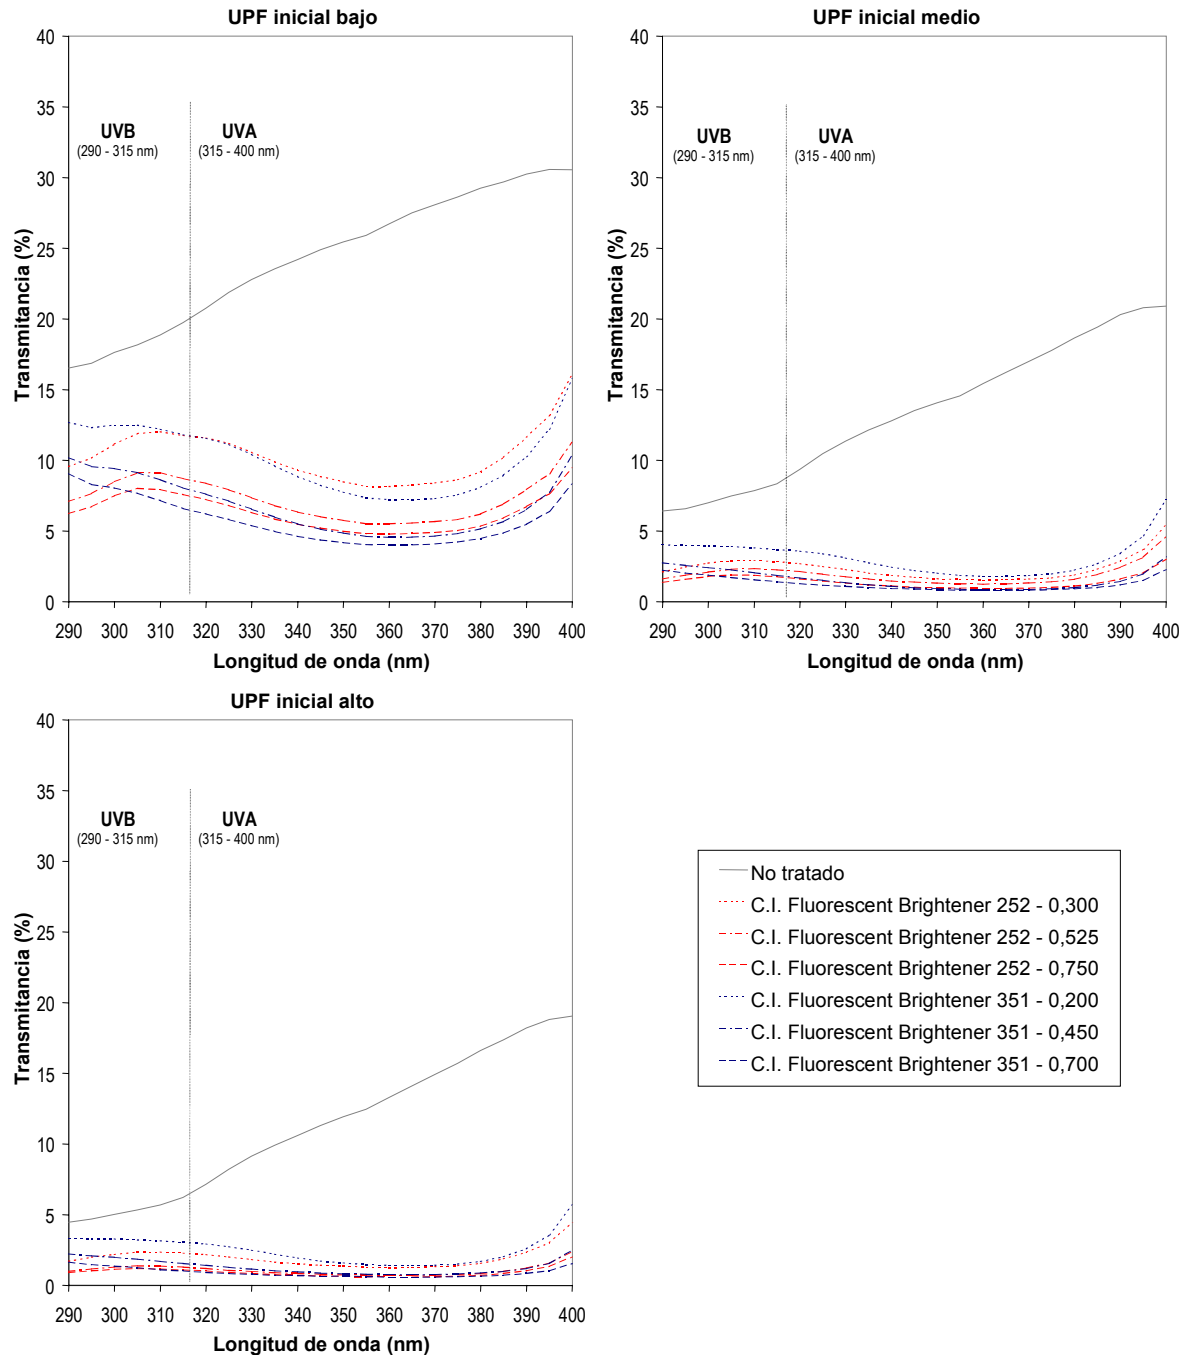 UPF inicial bajo
40
35
30
25
20
15
10
5
0
Transmitancia (%)
UVB
(290 - 315 nm)
UVA
(315 - 400 nm)
290 300 310 320 330 340 350 360 370 380 390 400
Longitud de onda (nm)
UPF inicial medio
40
35
30
25
20
15
10
5
0
Transmitancia (%)
UVB
(290 - 315 nm)
UVA
(315 - 400 nm)
290 300 310 320 330 340 350 360 370 380 390 400
Longitud de onda (nm)
UPF inicial alto
40
35
30
25
20
15
10
5
0
Transmitancia (%)
UVB
(290 - 315 nm)
UVA
(315 - 400 nm)
290 300 310 320 330 340 350 360 370 380 390 400
Longitud de onda (nm)
No tratado
C.I. Fluorescent Brightener 252 - 0,300
C.I. Fluorescent Brightener 252 - 0,525
C.I. Fluorescent Brightener 252 - 0,750
C.I. Fluorescent Brightener 351 - 0,200
C.I. Fluorescent Brightener 351 - 0,450
C.I. Fluorescent Brightener 351 - 0,700